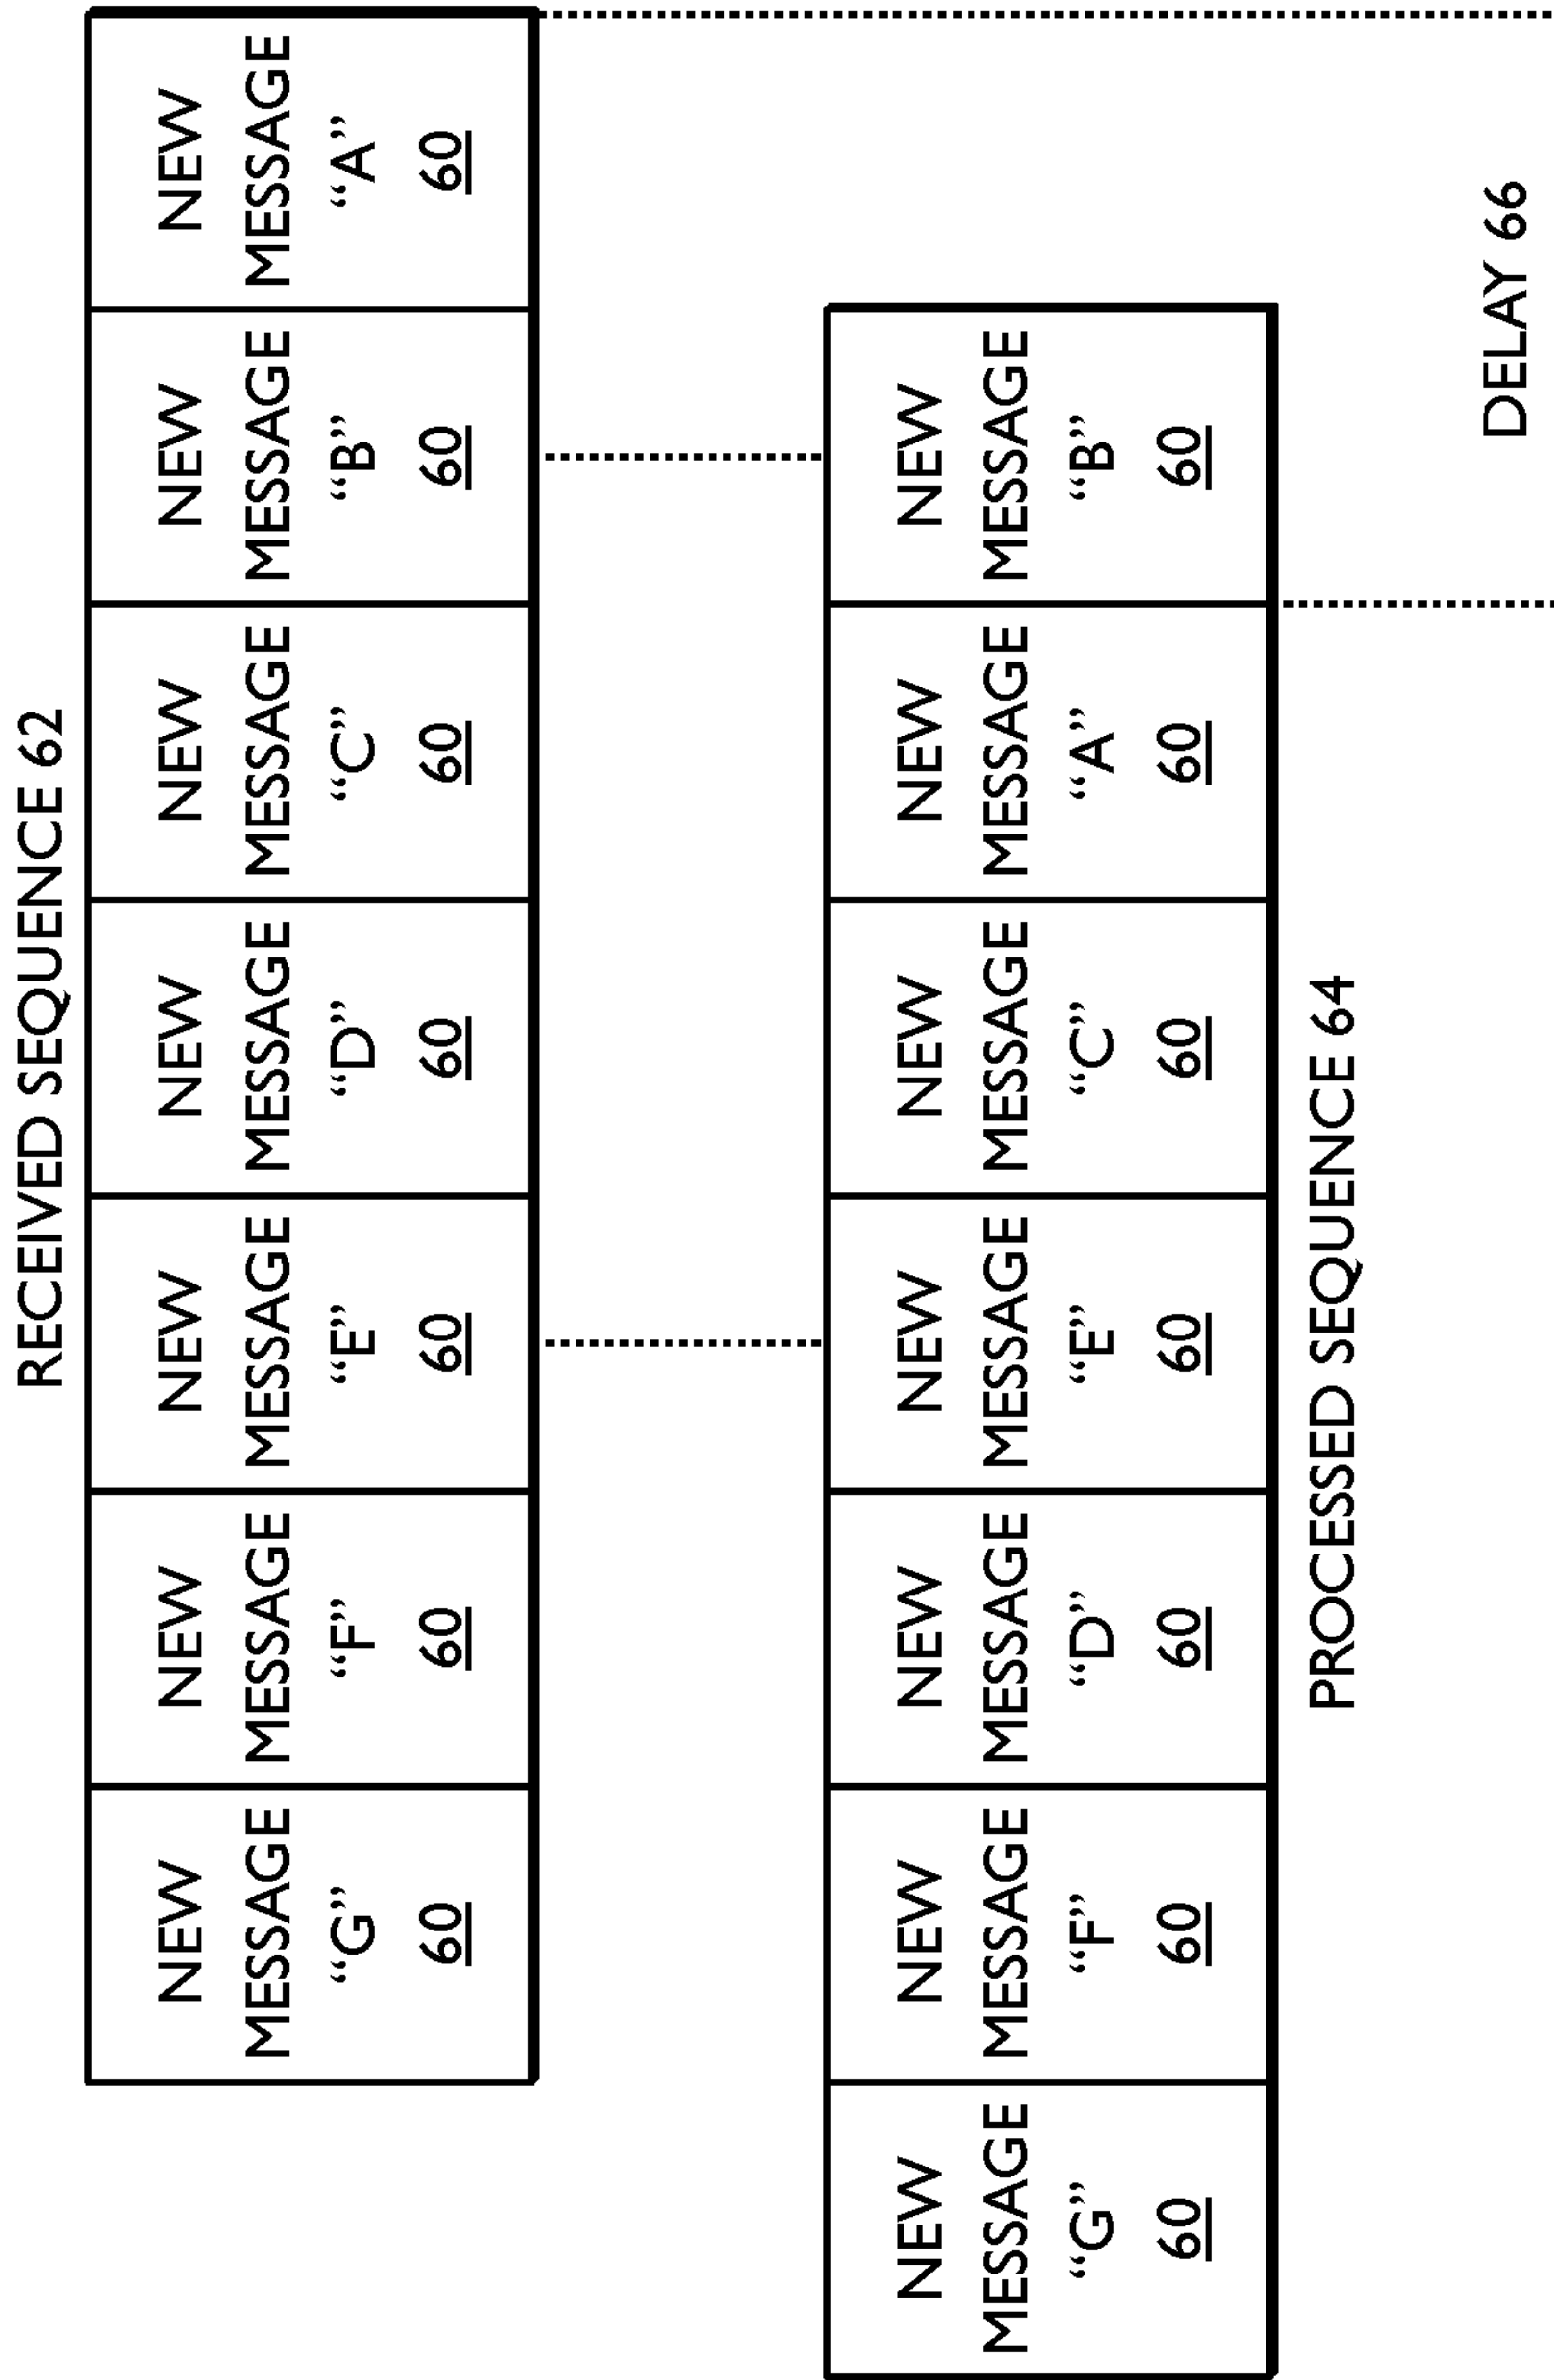 RECEIVED SEQUENCE 62
NEW
MESSAGE
“G”
60
NEW
MESSAGE
“F”
60
NEW
MESSAGE
“E”
60
NEW
MESSAGE
“D”
60
NEW
MESSAGE
“C”
60
NEW
MESSAGE
“B”
60
NEW
MESSAGE
“A”
60
NEW
MESSAGE
“G”
60
NEW
MESSAGE
“F”
60
NEW
MESSAGE
“D”
60
NEW
MESSAGE
“E”
60
NEW
MESSAGE
“C”
60
NEW
MESSAGE
“A”
60
NEW
MESSAGE
“B”
60
PROCESSED SEQUENCE 64
DELAY 66